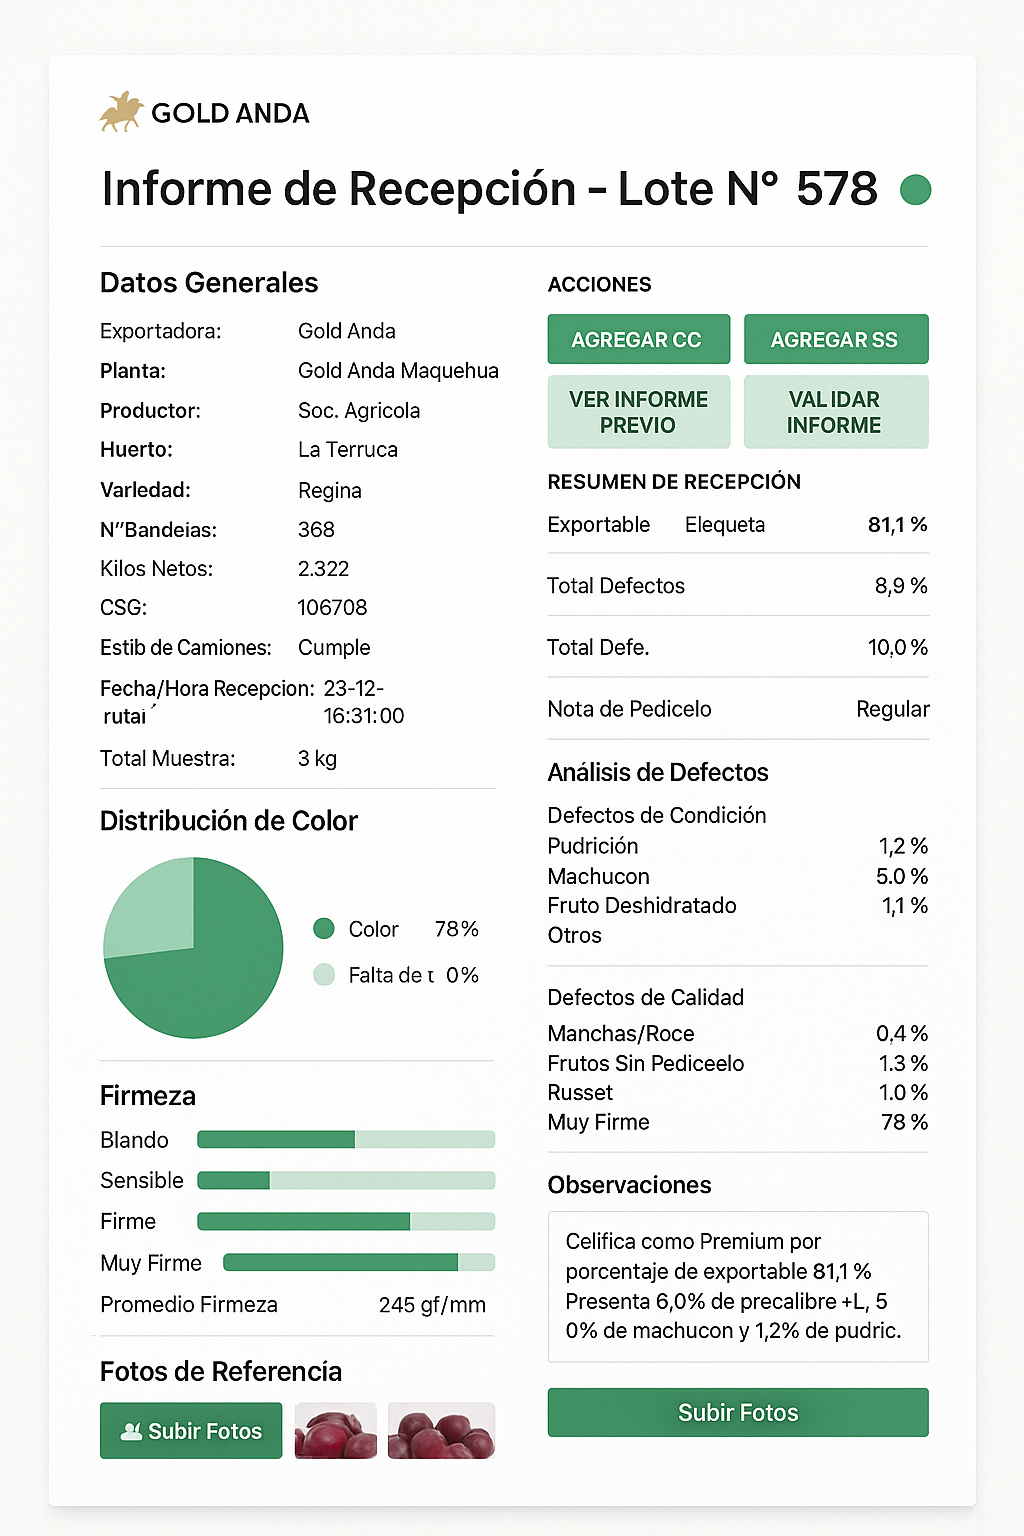 GOLD ANDA
Informe de Recepción - Lote N° 578
Datos Generales
Exportadora: Gold Anda
Planta: Gold Anda Maquehua
Productor: Soc. Agricola
Huerto: La Terruca
Varledad: Regina
N″Bandeias: 368
Kilos Netos: 2.322
CSG: 106708
Estib de Camiones: Cumple
Fecha/Hora Recepcion: 23-12-
rutai ´ 16:31:00
Total Muestra: 3 kg
Distribución de Color
Color 78%
Falta de τ 0%
Firmeza
Blando
Sensible
Firme
Muy Firme
Promedio Firmeza 245 gf/mm
Fotos de Referencía
Subir Fotos
ACCIONES
AGREGAR CC
AGREGAR SS
VER INFORME
PREVIO
VALIDAR
INFORME
RESUMEN DE RECEPCIÓN
Exportable Elequeta 81,1 %
Total Defectos 8,9 %
Total Defe. 10,0 %
Nota de Pedicelo Regular
Análisis de Defectos
Defectos de Condición
Pudrición 1,2 %
Machucon 5.0 %
Fruto Deshidratado 1,1 %
Otros
Defectos de Calidad
Manchas/Roce 0,4 %
Frutos Sin Pediceelo 1.3 %
Russet 1.0 %
Muy Firme 78 %
Observaciones
Celifica como Premium por
porcentaje de exportable 81,1 %
Presenta 6,0% de precalibre +L, 5
0% de machucon y 1,2% de pudric.
Subir Fotos